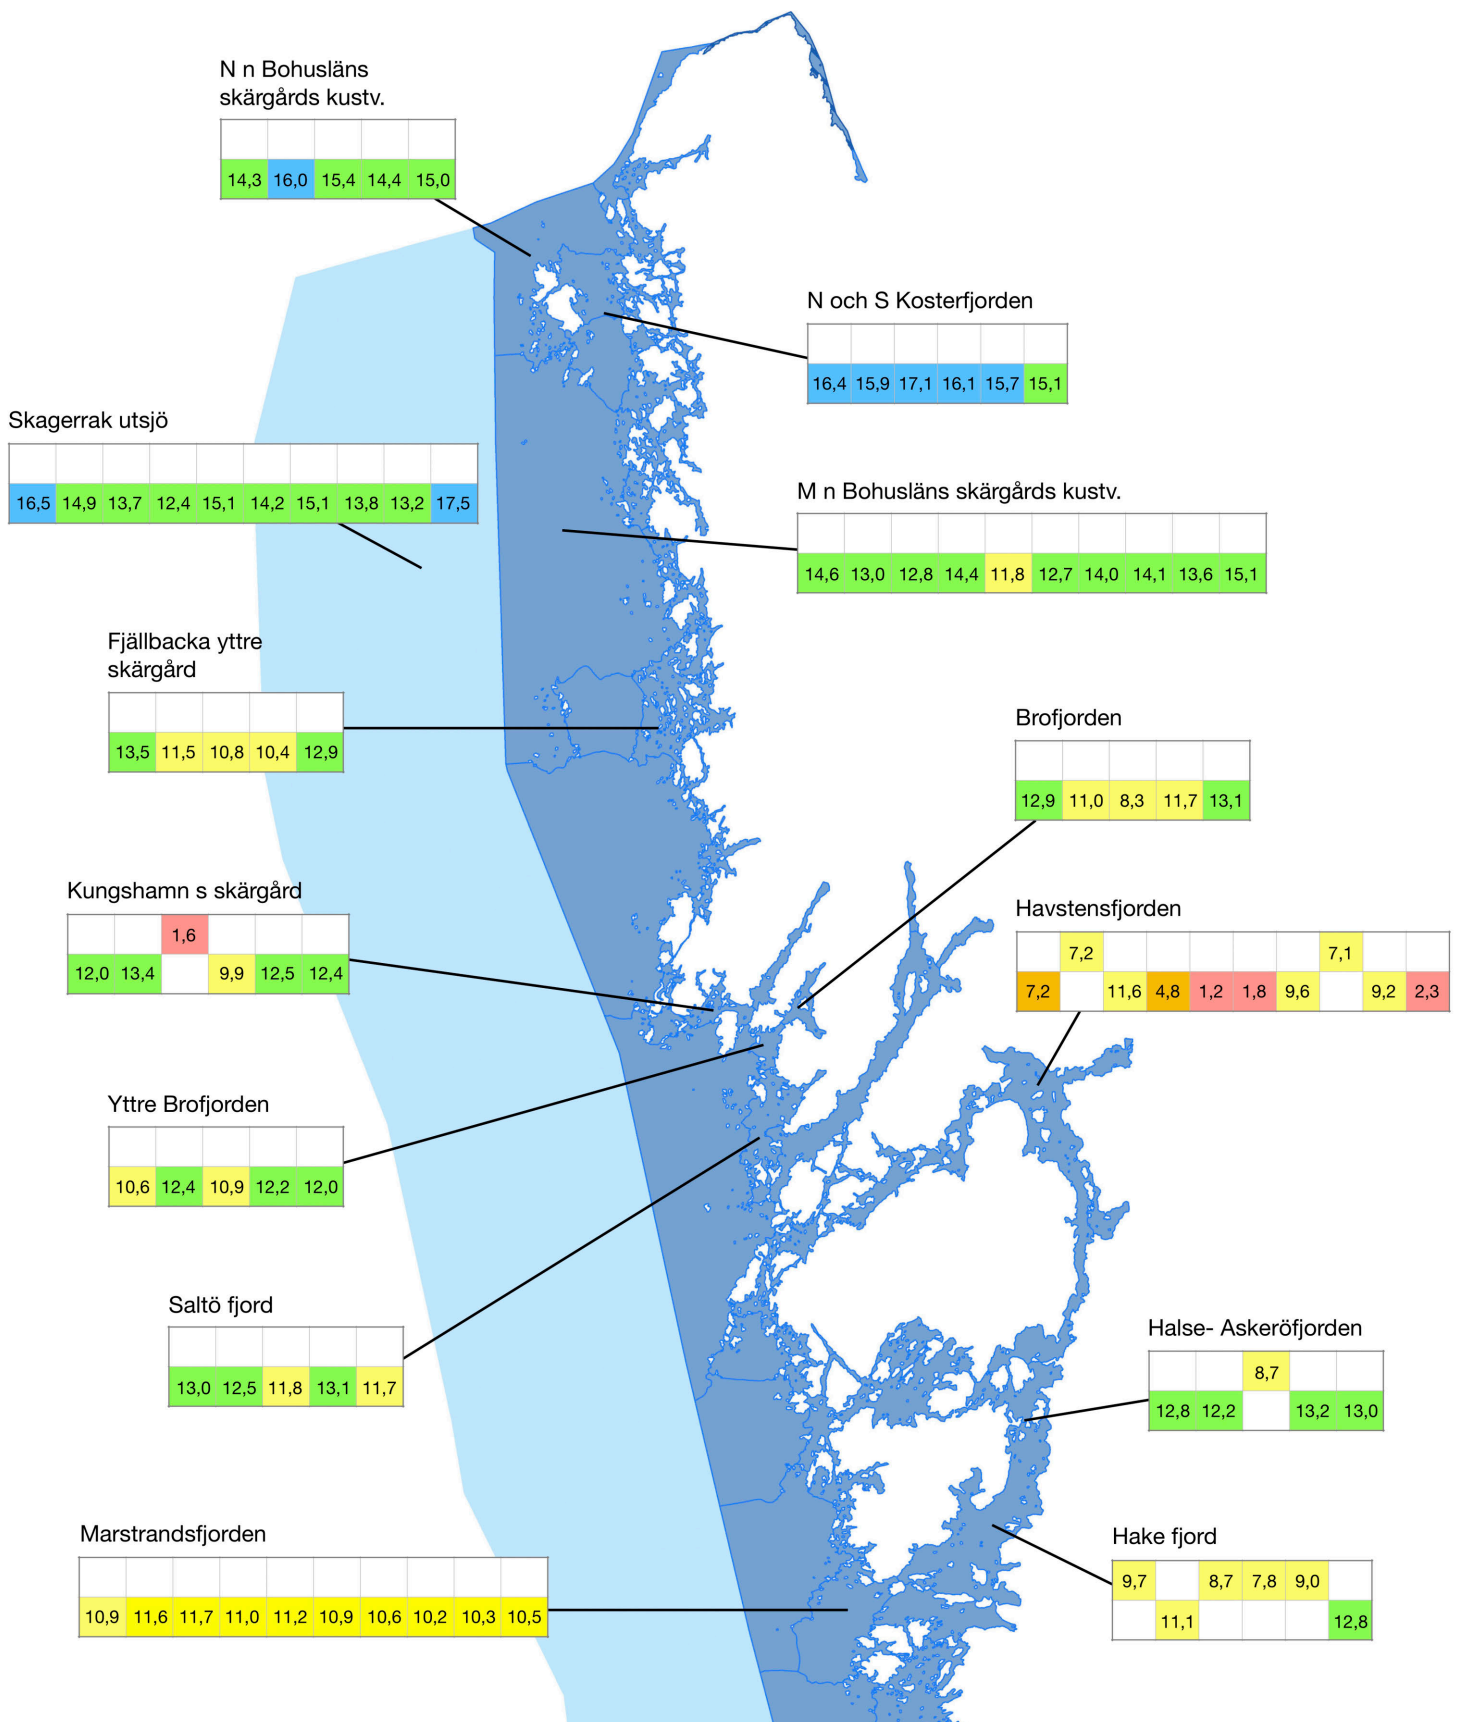 N n Bohusläns
skärgårds kustv.
14,3 16,0 15,4 14,4 15,0
N och S Kosterfjorden
16,4 15,9 17,1 16,1 15,7 15,1
Skagerrak utsjö
16,5 14,9 13,7 12,4 15,1 14,2 15,1 13,8 13,2 17,5
M n Bohusläns skärgårds kustv.
14,6 13,0 12,8 14,4 11,8 12,7 14,0 14,1 13,6 15,1
Fjällbacka yttre
skärgård
13,5 11,5 10,8 10,4 12,9
Brofjorden
12,9 11,0 8,3 11,7 13,1
Kungshamn s skärgård
1,6
12,0 13,4 9,9 12,5 12,4
Havstensfjorden
7,2 7,1
7,2 11,6 4,8 1,2 1,8 9,6 9,2 2,3
Yttre Brofjorden
10,6 12,4 10,9 12,2 12,0
Saltö fjord
13,0 12,5 11,8 13,1 11,7
Halse- Askeröfjorden
8,7
12,8 12,2 13,2 13,0
Marstrandsfjorden
10,9 11,6 11,7 11,0 11,2 10,9 10,6 10,2 10,3 10,5
Hake fjord
9,7 8,7 7,8 9,0
11,1 12,8